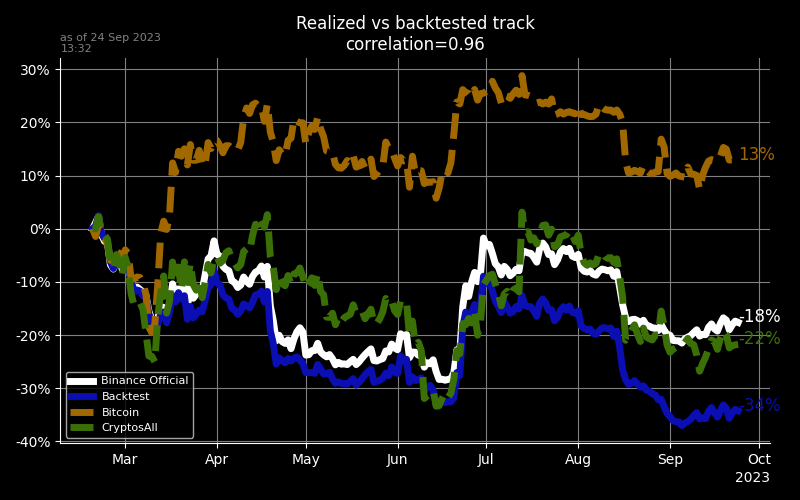 Realized vs backtested track
correlation=0.96
as of 24 Sep 2023
13:32
30%
20%
10%
0%
-10%
-20%
-30%
-40%
13%
-18%
-22%
-34%
Binance Official
Backtest
Bitcoin
CryptosAll
Mar
Apr
May
Jun
Jul
Aug
Sep
Oct
2023